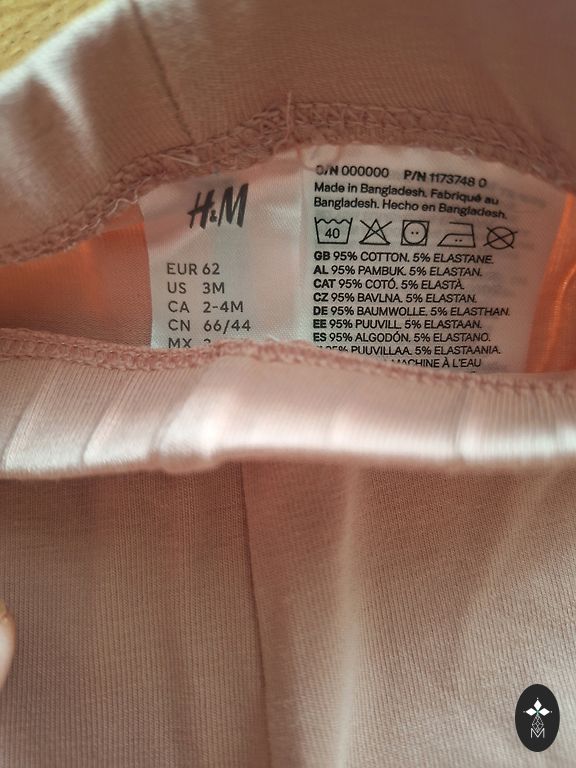 H&M
EUR 62
US 3M
CA 2-4M
CN 66/44
MX
S/N 000000 P/N 1173748 0
Made in Bangladesh. Fabriqué au
Bangladesh. Hecho en Bangladesh.
40
GB 95% COTTON. 5% ELASTANE.
AL 95% PAMBUK. 5% ELASTAN.
CAT 95% COTÓ. 5% ELASTÀ.
CZ 95% BAVLNA. 5% ELASTAN.
DE 95% BAUMWOLLE. 5% ELASTHAN.
EE 95% PUUVILL. 5% ELASTAAN.
ES 95% ALGODÓN. 5% ELASTANO.
95% PUUVILLAA. 5% ELASTAANIA.
MACHINE À L'EAU
M